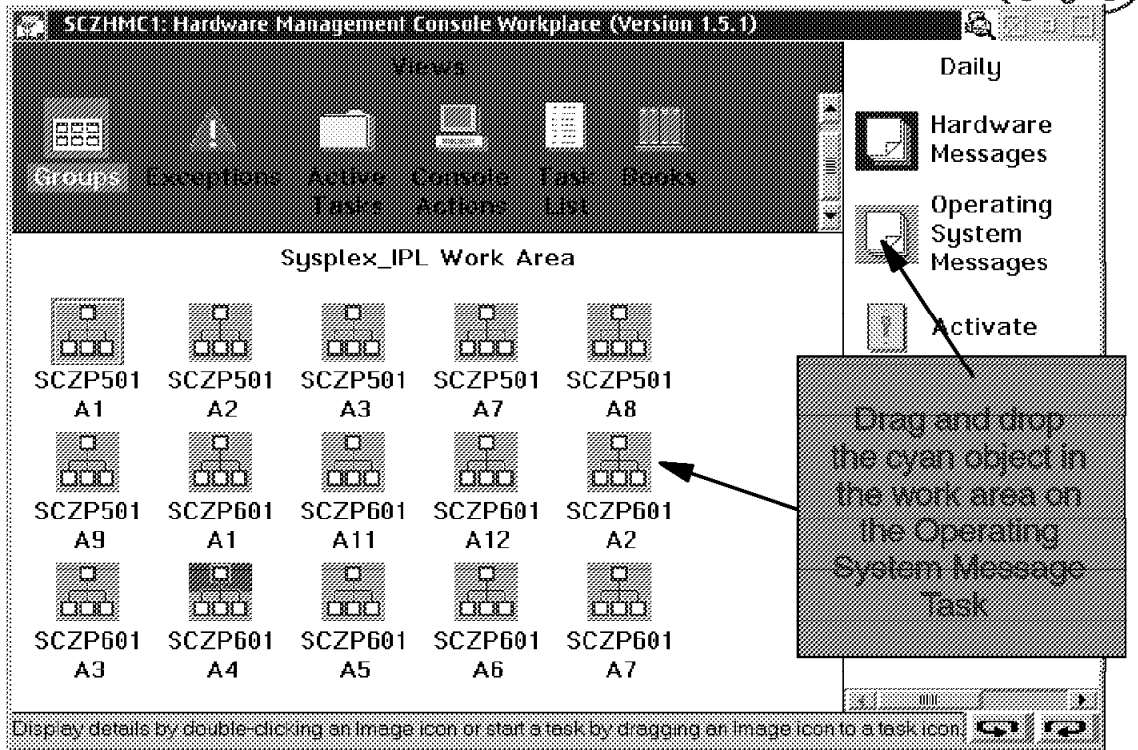 SCZHMC1: Hardware Management Console Workplace (Version 1.5.1)
Views
Groups Exceptions Active Console Task Books
Tasks Actions List
Daily
Hardware
Messages
Operating
System
Messages
Activate
Sysplex_IPL Work Area
SCZP501 SCZP501 SCZP501 SCZP501 SCZP501
A1 A2 A3 A7 A8
SCZP501 SCZP601 SCZP601 SCZP601 SCZP601
A9 A1 A11 A12 A2
SCZP601 SCZP601 SCZP601 SCZP601 SCZP601
A3 A4 A5 A6 A7
Drag and drop
the cyan object in
the work area on
the Operating
System Message
Task
Display details by double-clicking an Image icon or start a task by dragging an Image icon to a task icon